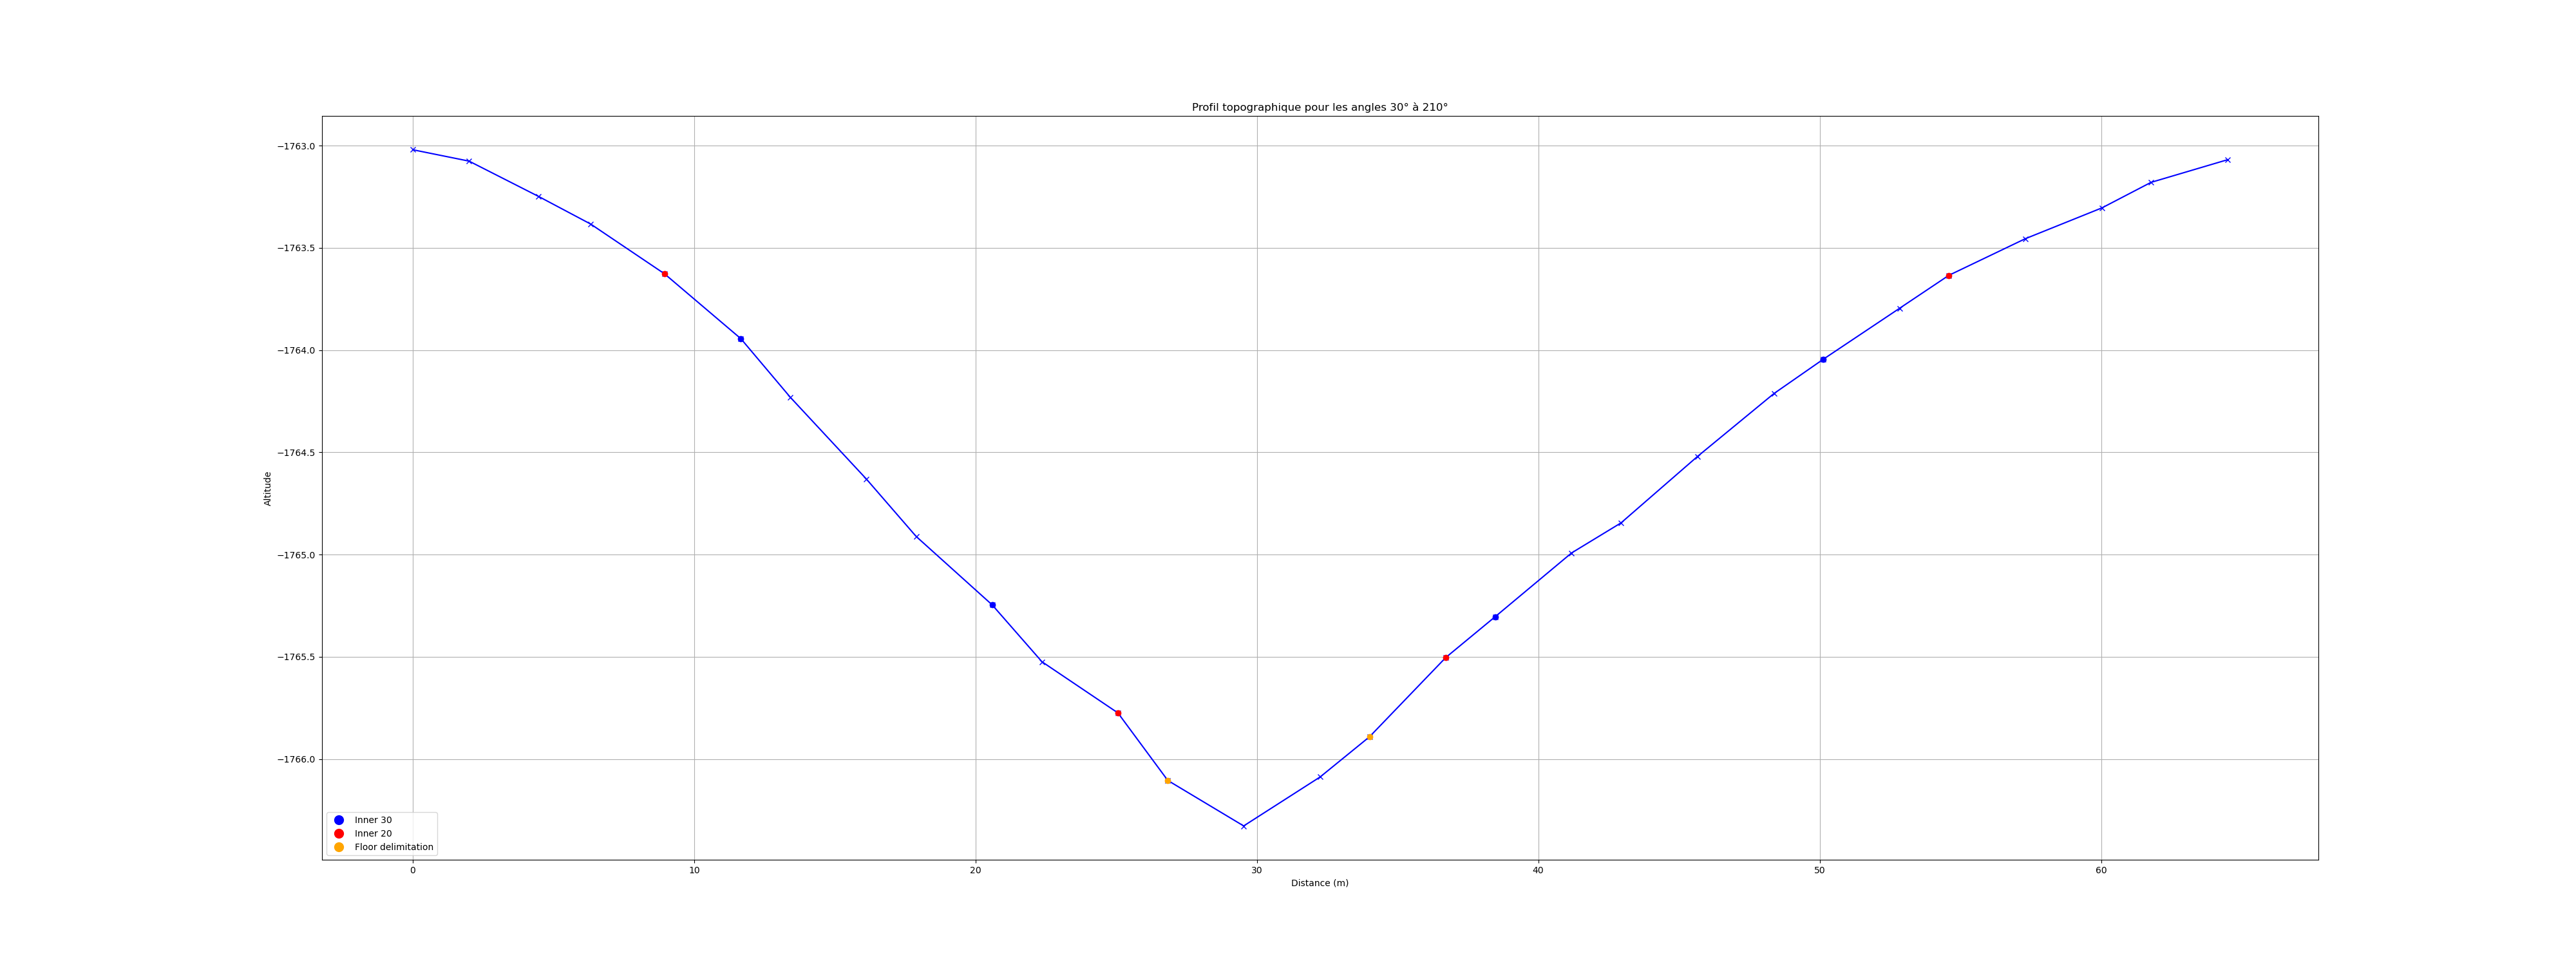 Profil topographique pour les angles 30° à 210°
Altitude
−1763.0
−1763.5
−1764.0
−1764.5
−1765.0
−1765.5
−1766.0
Inner 30
Inner 20
Floor delimitation
0 10 20 30 40 50 60
Distance (m)